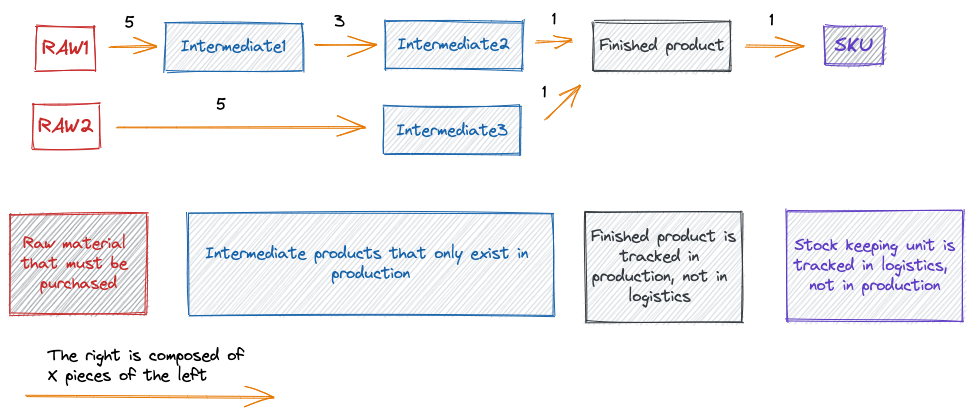 5
3
1
1
RAW1
Intermediate1
Intermediate2
Finished product
SKU
5
1
RAW2
Intermediate3
Raw material
that must be
purchased
Intermediate products that only exist in
production
Finished product is
tracked in
production, not in
logistics
Stock keeping unit is
tracked in logistics,
not in production
The right is composed of
X pieces of the left